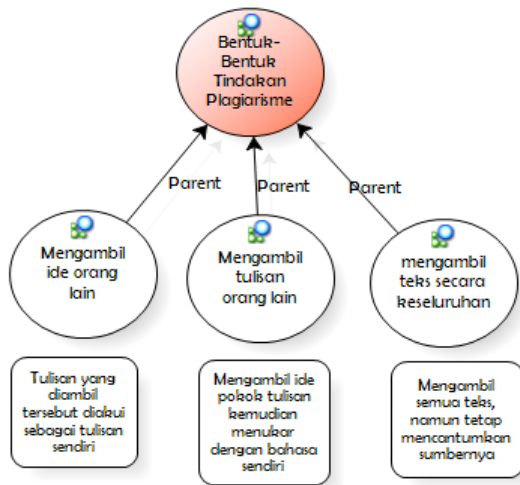 Bentuk-
Bentuk
Tindakan
Plagiarisme
Parent
Parent
Parent
Mengambil
ide orang
lain
Mengambil
tulisan
orang lain
mengambil
teks secara
keseluruhan
Tulisan yang
diambil
tersebut diakui
sebagai tulisan
sendiri
Mengambil ide
pokok tulisan
kemudian
menukar
dengan bahasa
sendiri
Mengambil
semua teks,
namun tetap
mencantumkan
sumbernya